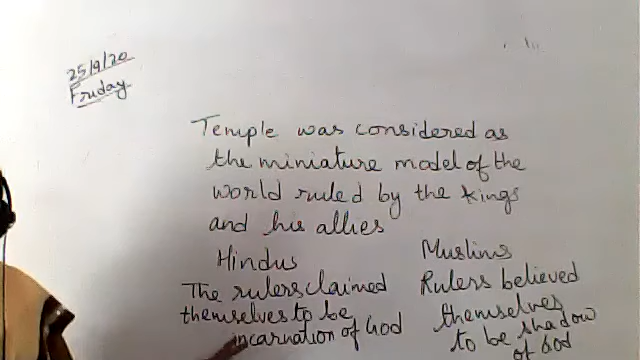 25/9/20
Friday
Temple was considered as
the miniature model of the
world ruled by the kings
and his allies
Hindus
The rulers claimed
themselves to be
incarnation of God
Muslims
Rulers believed
themselves
to be shadow
of God